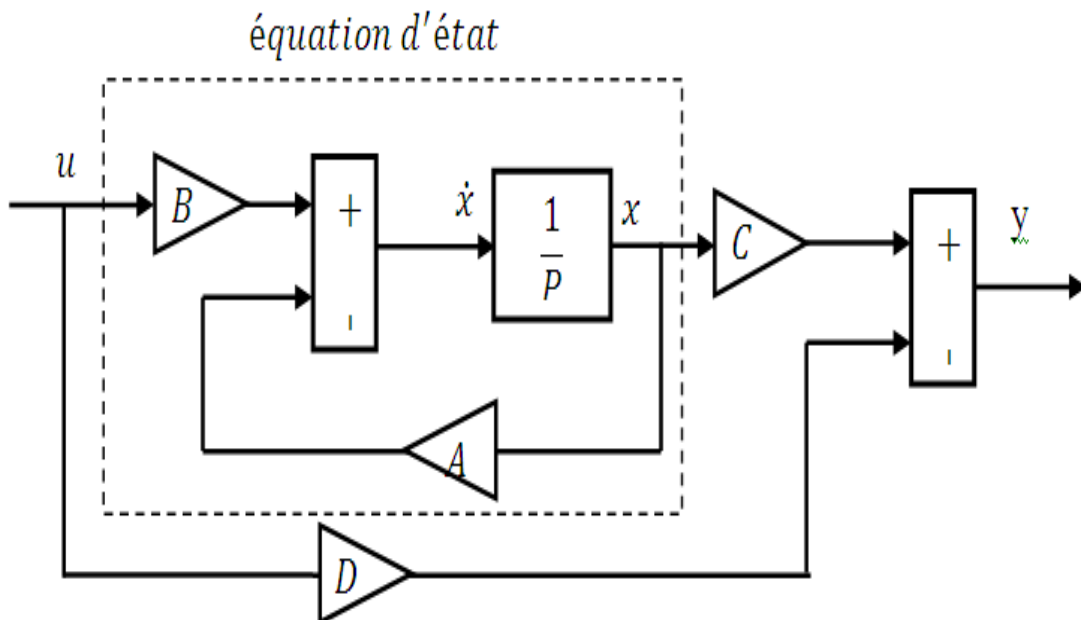 équation d'état
u
B
+
-
ẋ
1
P
x
C
+
-
y
A
D